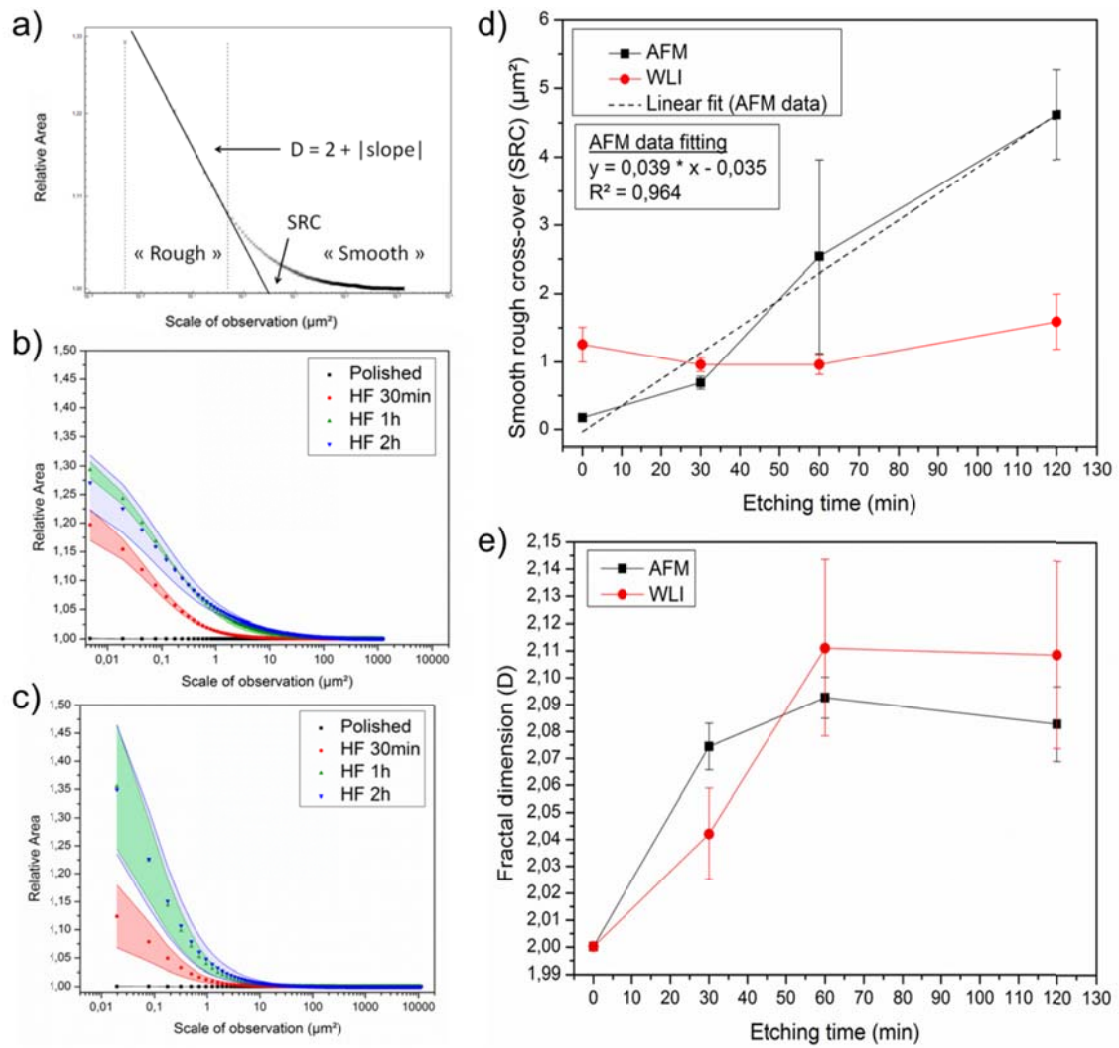 a)
1,20
1,10
1,00
Relative Area
D = 2 + |slope|
SRC
« Rough »
« Smooth »
Scale of observation (µm²)
b)
1,50
1,45
1,40
1,35
1,30
1,25
1,20
1,15
1,10
1,05
1,00
Relative Area
Polished
HF 30min
HF 1h
HF 2h
0,01 0,1 1 10 100 1000 10000
Scale of observation (µm²)
c)
1,50
1,45
1,40
1,35
1,30
1,25
1,20
1,15
1,10
1,05
1,00
Relative Area
Polished
HF 30min
HF 1h
HF 2h
0,01 0,1 1 10 100 1000 10000
Scale of observation (µm²)
d)
6
5
4
3
2
1
0
Smooth rough cross-over (SRC) (µm²)
AFM
WLI
Linear fit (AFM data)
AFM data fitting
y = 0,039 * x - 0,035
R² = 0,964
0 10 20 30 40 50 60 70 80 90 100 110 120 130
Etching time (min)
e)
2,15
2,14
2,13
2,12
2,11
2,10
2,09
2,08
2,07
2,06
2,05
2,04
2,03
2,02
2,01
2,00
1,99
Fractal dimension (D)
AFM
WLI
0 10 20 30 40 50 60 70 80 90 100 110 120 130
Etching time (min)